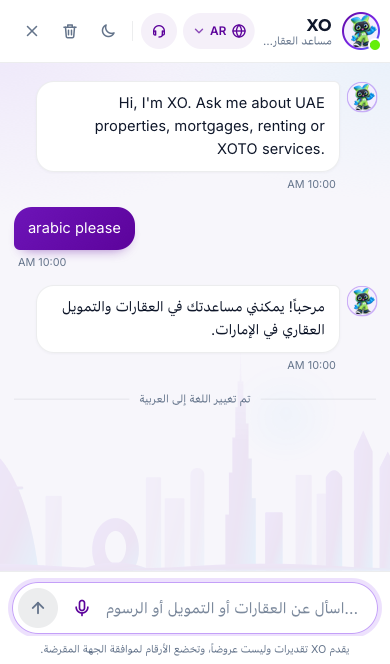 XO
مساعد العقار...
AR
Hi, I'm XO. Ask me about UAE
properties, mortgages, renting or
XOTO services.
10:00 AM
arabic please
10:00 AM
مرحباً! يمكنني مساعدتك في العقارات والتمويل
العقاري في الإمارات.
10:00 AM
تم تغيير اللغة إلى العربية
اسأل عن العقارات أو التمويل أو الرسوم...
يقدم XO تقديرات وليست عروضاً، وتخضع الأرقام لموافقة الجهة المقرضة.